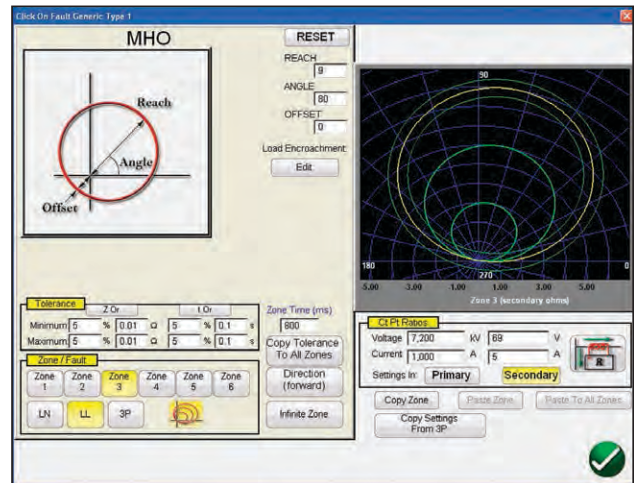 Click On Fault Generic Type 1
MHO
RESET
REACH
9
ANGLE
80
OFFSET
0
Load Encroachment
Edit
Reach
Angle
Offset
90
180
0
270
-5.00 -3.00 -1.00 1.00 3.00 5.00
Zone 3 (secondary ohms)
Tolerance
Z Or
t Or
Minimum 5 % 0.01 Ω 5 % 0.1 s
Maximum 5 % 0.01 Ω 5 % 0.1 s
Zone Time (ms)
800
Copy Tolerance
To All Zones
Zone / Fault
Zone 1
Zone 2
Zone 3
Zone 4
Zone 5
Zone 6
Direction
(forward)
LN LL 3P
Infinite Zone
Ct Pt Ratios
Voltage 7,200 kV 69 V
Current 1,000 A 5 A
R
Settings In: Primary Secondary
Copy Zone
Paste Zone
Paste To All Zones
Copy Settings
From 3P